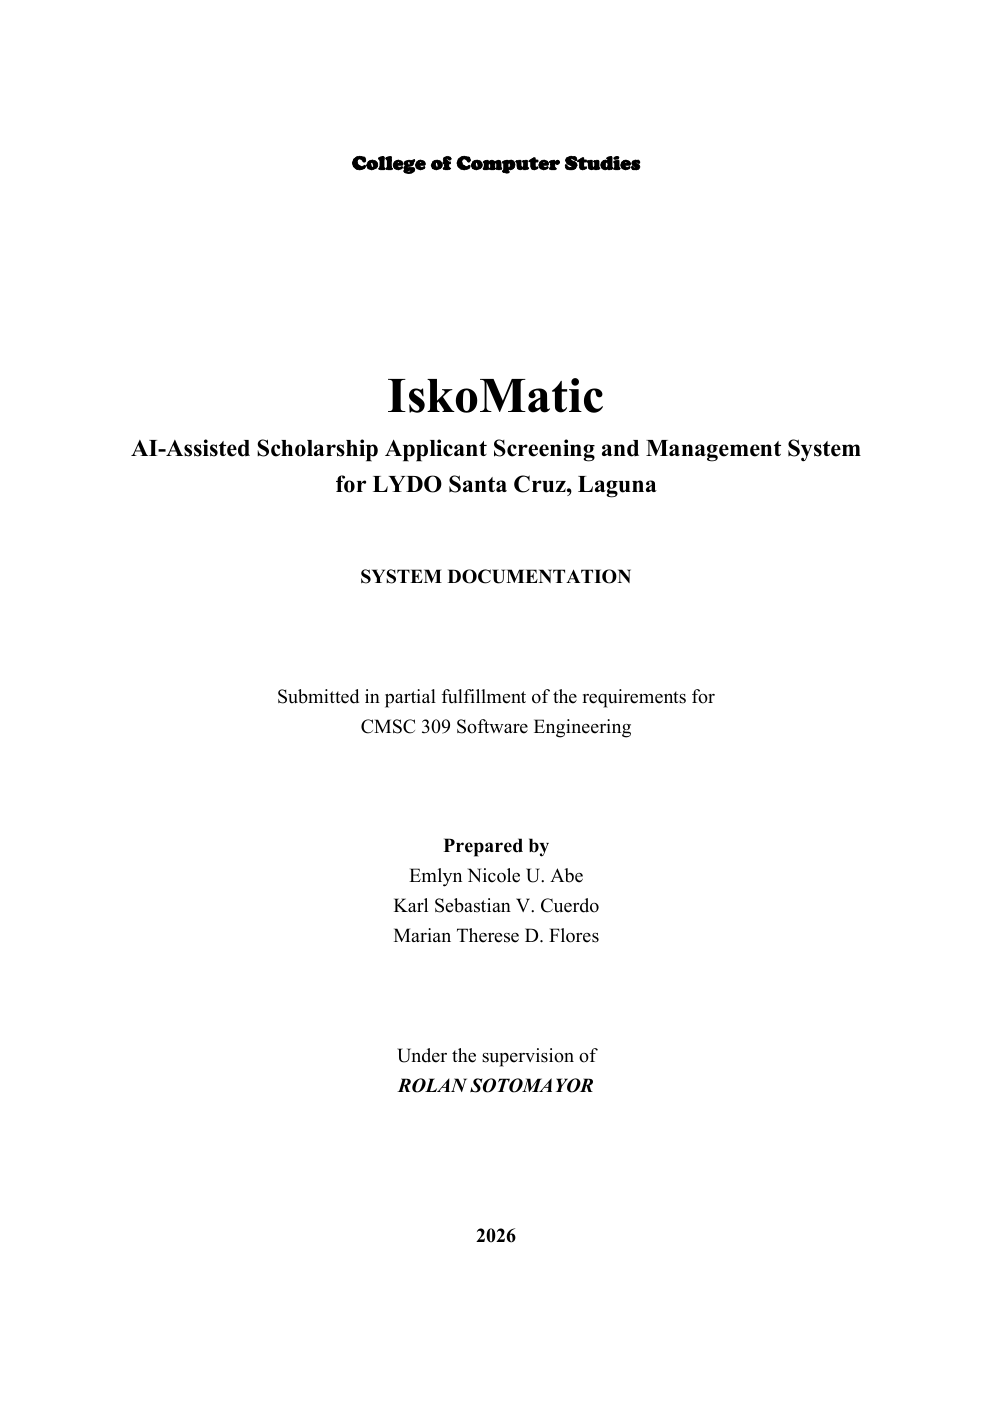 College of Computer Studies
IskoMatic
AI-Assisted Scholarship Applicant Screening and Management System
for LYDO Santa Cruz, Laguna
SYSTEM DOCUMENTATION
Submitted in partial fulfillment of the requirements for
CMSC 309 Software Engineering
Prepared by
Emlyn Nicole U. Abe
Karl Sebastian V. Cuerdo
Marian Therese D. Flores
Under the supervision of
ROLAN SOTOMAYOR
2026